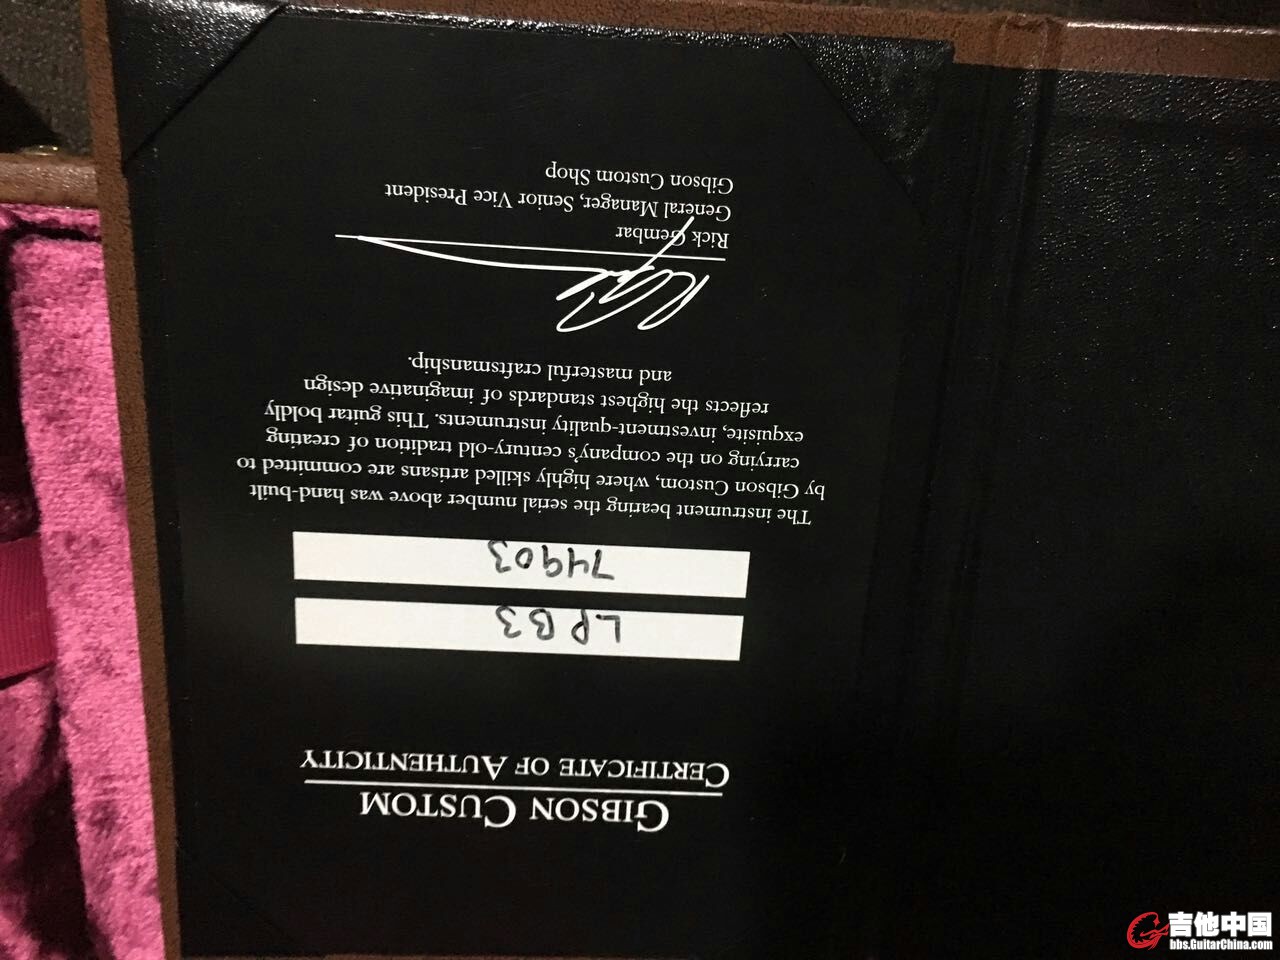 GIBSON CUSTOM
CERTIFICATE OF AUTHENTICITY
LPB3
74903
The instrument bearing the serial number above was hand-built
by Gibson Custom, where highly skilled artisans are committed to
carrying on the company's century-old tradition of creating
exquisite, investment-quality instruments. This guitar boldly
reflects the highest standards of imaginative design
and masterful craftsmanship.
Rick Gembar
General Manager, Senior Vice President
Gibson Custom Shop
吉他中国
bbs.GuitarChina.com